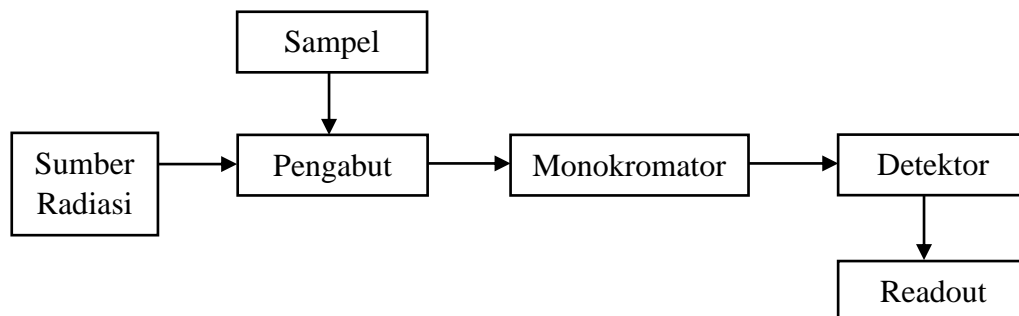 Sampel
Sumber
Radiasi
Pengabut
Monokromator
Detektor
Readout